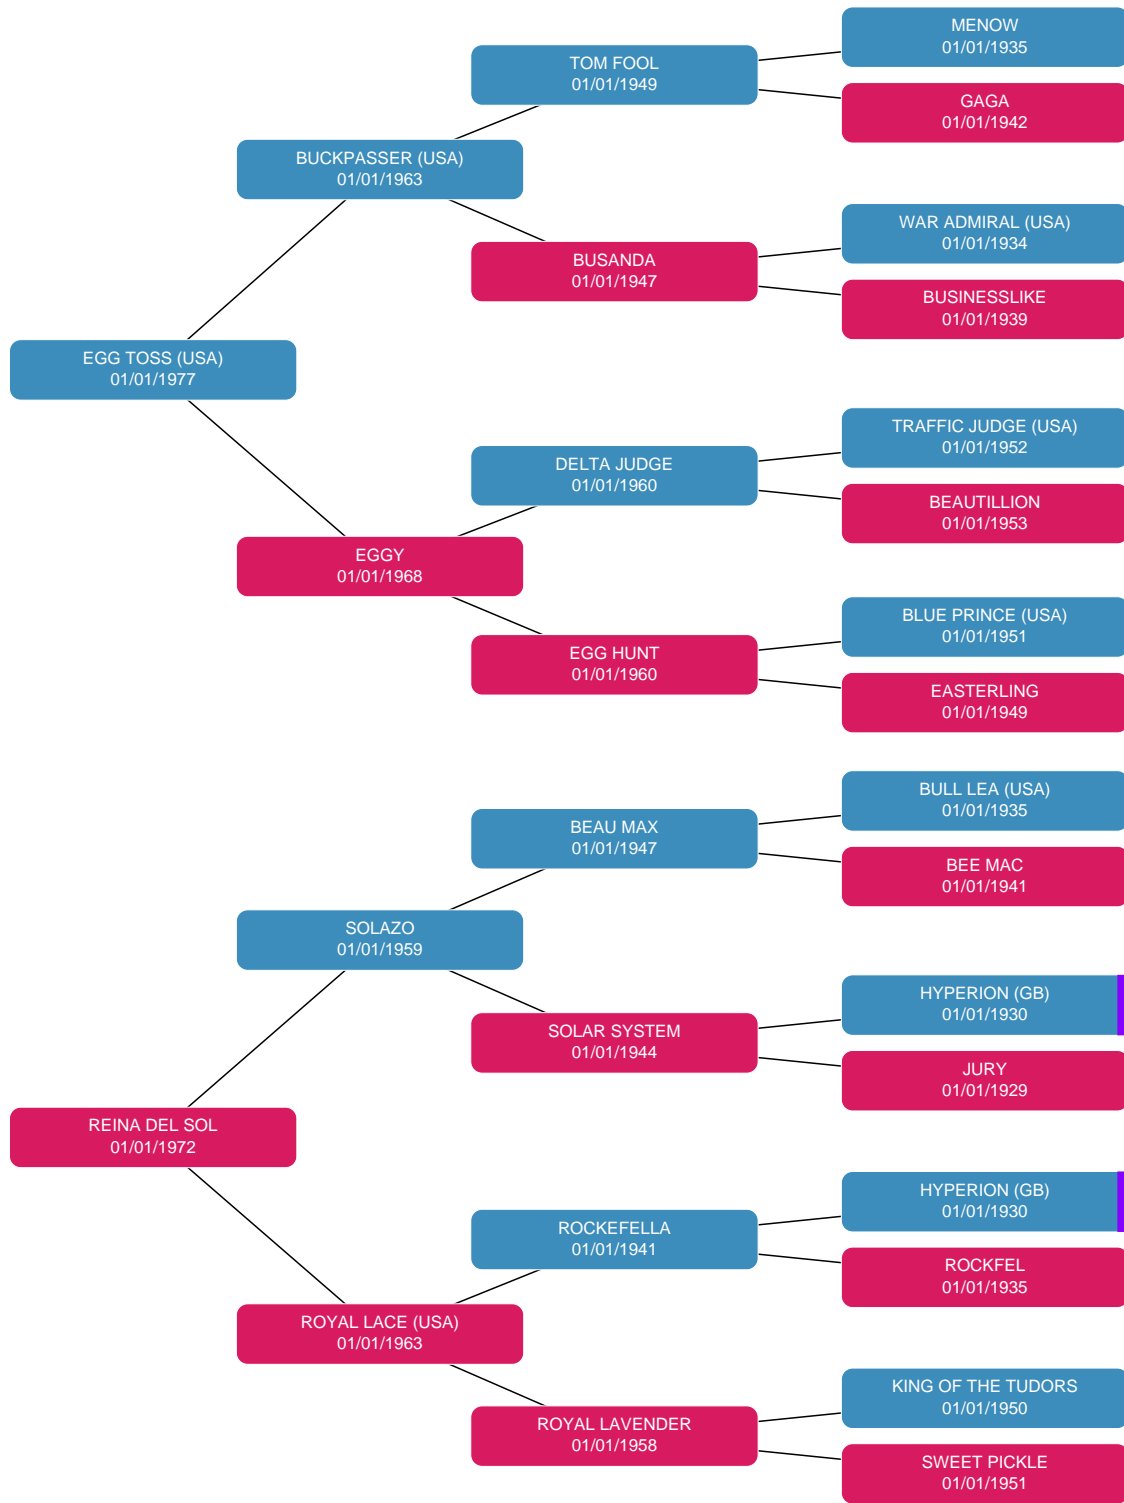 MENOW
01/01/1935
TOM FOOL
01/01/1949
GAGA
01/01/1942
BUCKPASSER (USA)
01/01/1963
WAR ADMIRAL (USA)
01/01/1934
BUSANDA
01/01/1947
BUSINESSLIKE
01/01/1939
EGG TOSS (USA)
01/01/1977
TRAFFIC JUDGE (USA)
01/01/1952
DELTA JUDGE
01/01/1960
BEAUTILLION
01/01/1953
EGGY
01/01/1968
BLUE PRINCE (USA)
01/01/1951
EGG HUNT
01/01/1960
EASTERLING
01/01/1949
BULL LEA (USA)
01/01/1935
BEAU MAX
01/01/1947
BEE MAC
01/01/1941
SOLAZO
01/01/1959
HYPERION (GB)
01/01/1930
SOLAR SYSTEM
01/01/1944
JURY
01/01/1929
REINA DEL SOL
01/01/1972
HYPERION (GB)
01/01/1930
ROCKEFELLA
01/01/1941
ROCKFEL
01/01/1935
ROYAL LACE (USA)
01/01/1963
KING OF THE TUDORS
01/01/1950
ROYAL LAVENDER
01/01/1958
SWEET PICKLE
01/01/1951